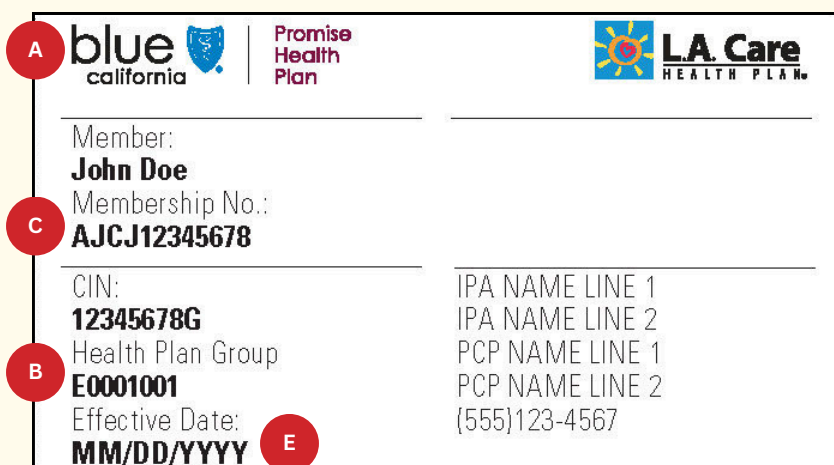 A
blue
california
Promise
Health
Plan
L.A. Care
HEALTH PLAN®
Member:
John Doe
Membership No.:
C
AJCJ12345678
CIN:
12345678G
Health Plan Group
B
E0001001
Effective Date:
MM/DD/YYYY
E
IPA NAME LINE 1
IPA NAME LINE 2
PCP NAME LINE 1
PCP NAME LINE 2
(555)123-4567